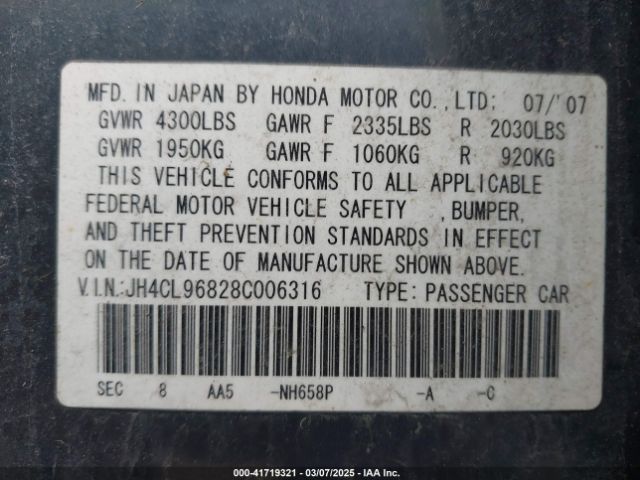 MFD. IN JAPAN BY HONDA MOTOR CO., LTD: 07/'07
GVWR 4300LBS GAWR F 2335LBS R 2030LBS
GVWR 1950KG GAWR F 1060KG R 920KG
THIS VEHICLE CONFORMS TO ALL APPLICABLE
FEDERAL MOTOR VEHICLE SAFETY , BUMPER,
AND THEFT PREVENTION STANDARDS IN EFFECT
ON THE DATE OF MANUFACTURE SHOWN ABOVE.
V.I.N.:JH4CL96828C006316 TYPE: PASSENGER CAR
SEC 8 AA5 -NH658P -A -C
000-41719321 | 03/07/2025 - IAA Inc.